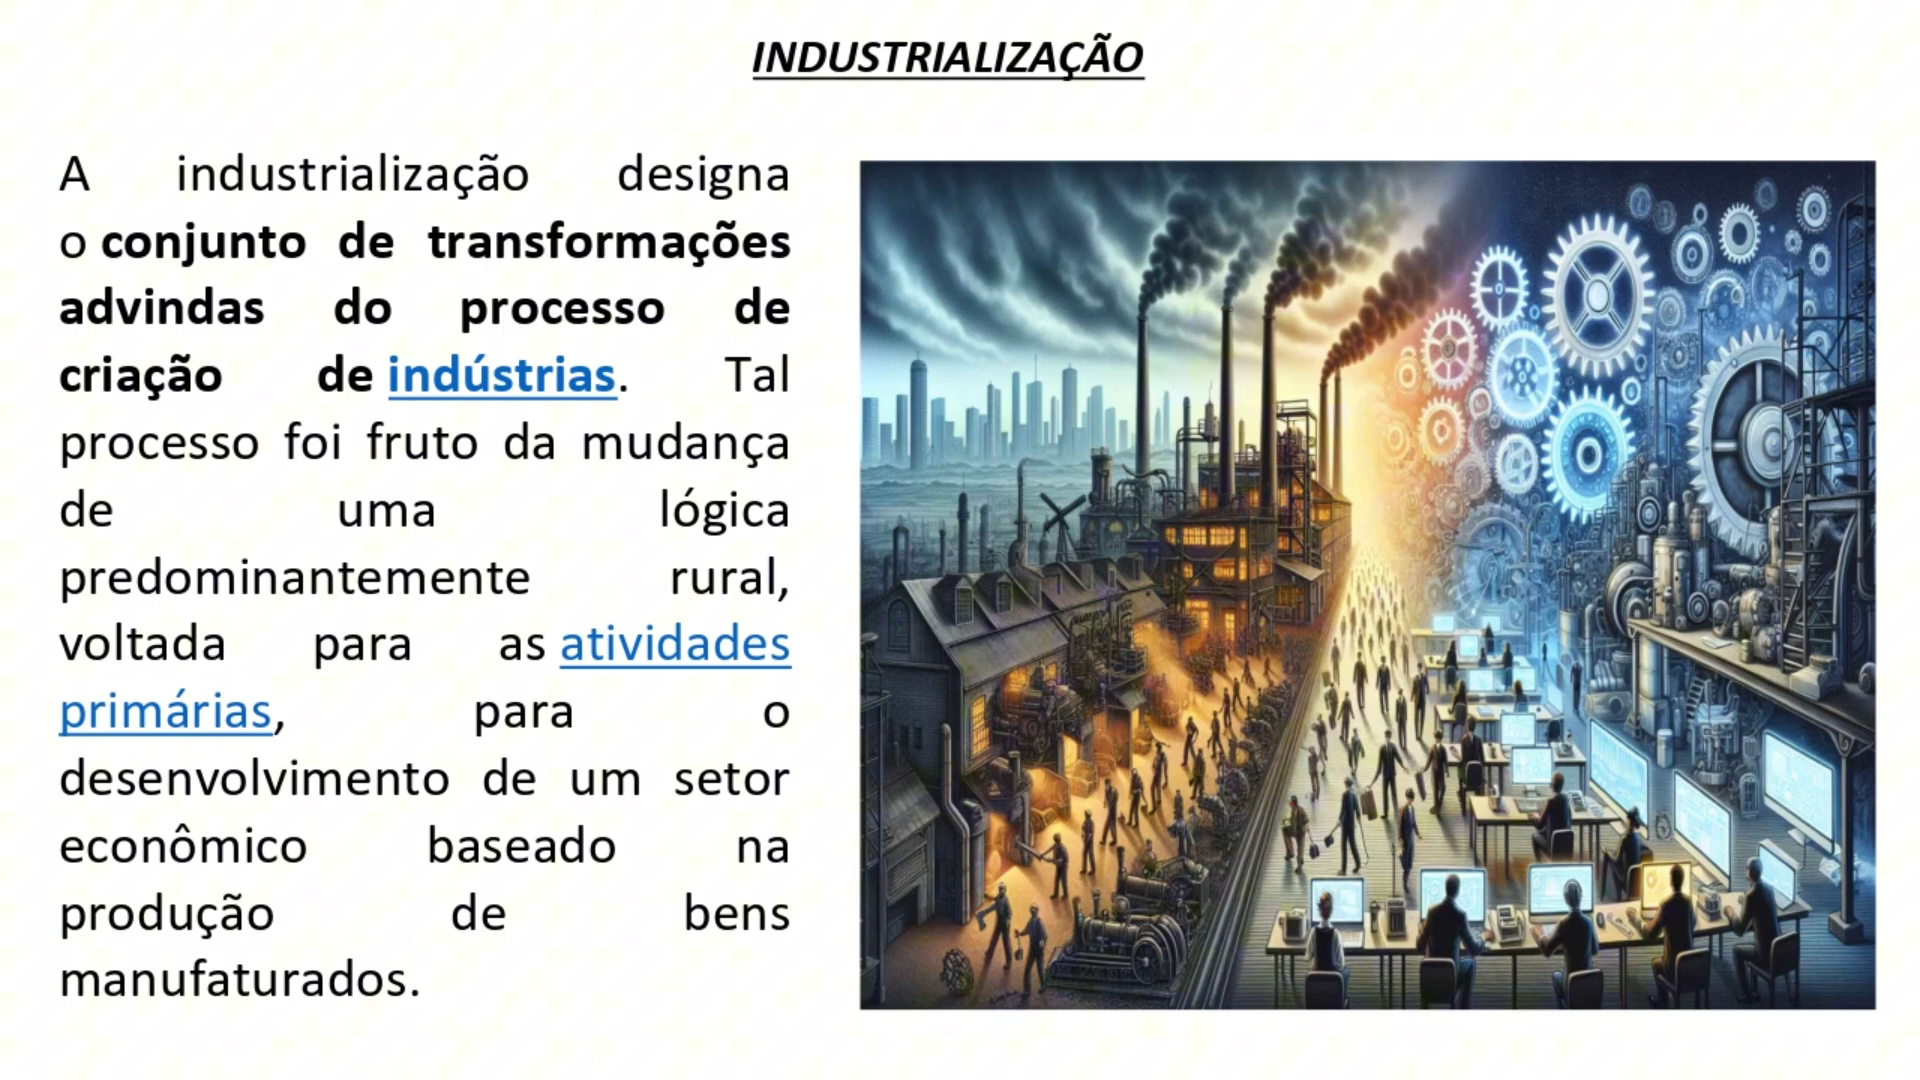 INDUSTRIALIZAÇÃO
A industrialização designa
o conjunto de transformações
advindas do processo de
criação de indústrias. Tal
processo foi fruto da mudança
de uma lógica
predominantemente rural,
voltada para as atividades
primárias, para o
desenvolvimento de um setor
econômico baseado na
produção de bens
manufaturados.